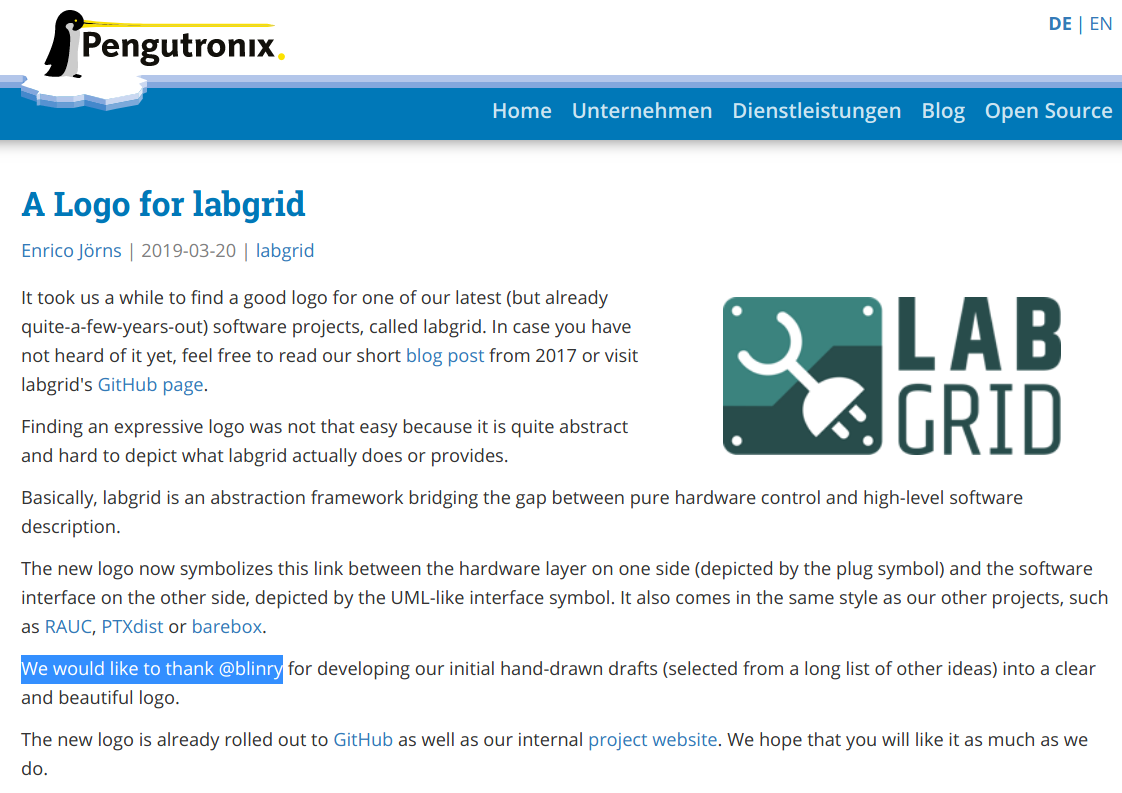 Pengutronix.
DE | EN
Home Unternehmen Dienstleistungen Blog Open Source
A Logo for labgrid
Enrico Jörns | 2019-03-20 | labgrid
It took us a while to find a good logo for one of our latest (but already
quite-a-few-years-out) software projects, called labgrid. In case you have
not heard of it yet, feel free to read our short blog post from 2017 or visit
labgrid's GitHub page.
LAB
GRID
Finding an expressive logo was not that easy because it is quite abstract
and hard to depict what labgrid actually does or provides.
Basically, labgrid is an abstraction framework bridging the gap between pure hardware control and high-level software
description.
The new logo now symbolizes this link between the hardware layer on one side (depicted by the plug symbol) and the software
interface on the other side, depicted by the UML-like interface symbol. It also comes in the same style as our other projects, such
as RAUC, PTXdist or barebox.
We would like to thank @blinry for developing our initial hand-drawn drafts (selected from a long list of other ideas) into a clear
and beautiful logo.
The new logo is already rolled out to GitHub as well as our internal project website. We hope that you will like it as much as we
do.